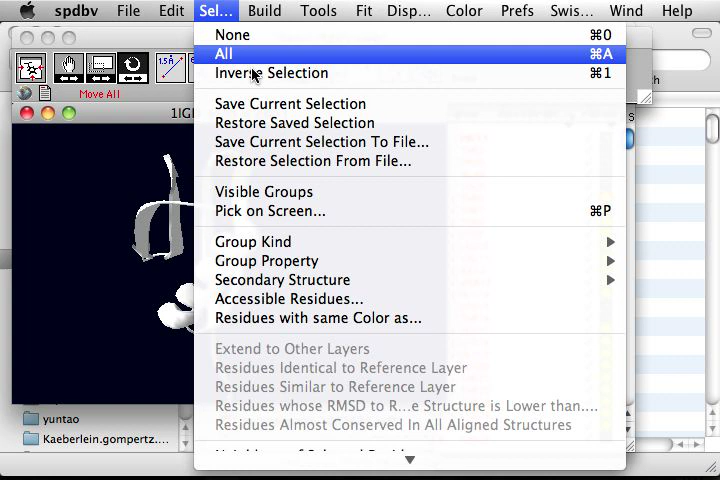 spdbv File Edit Sel... Build Tools Fit Disp... Color Prefs Swis... Wind Help
None ⌘0
All ⌘A
Inverse Selection ⌘1
Save Current Selection
Restore Saved Selection
Save Current Selection To File...
Restore Selection From File...
Visible Groups
Pick on Screen... ⌘P
Group Kind
Group Property
Secondary Structure
Accessible Residues...
Residues with same Color as...
Extend to Other Layers
Residues Identical to Reference Layer
Residues Similar to Reference Layer
Residues whose RMSD to R...e Structure is Lower than....
Residues Almost Conserved In All Aligned Structures
1.5Å
Move All
yuntao
Kaeberlein.gompertz....